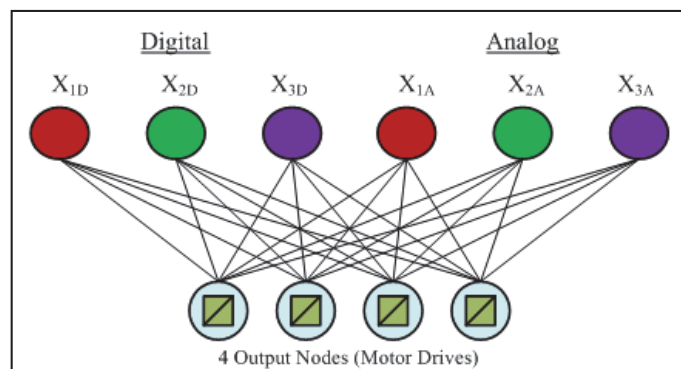 Digital Analog
X1D X2D X3D X1A X2A X3A
4 Output Nodes (Motor Drives)